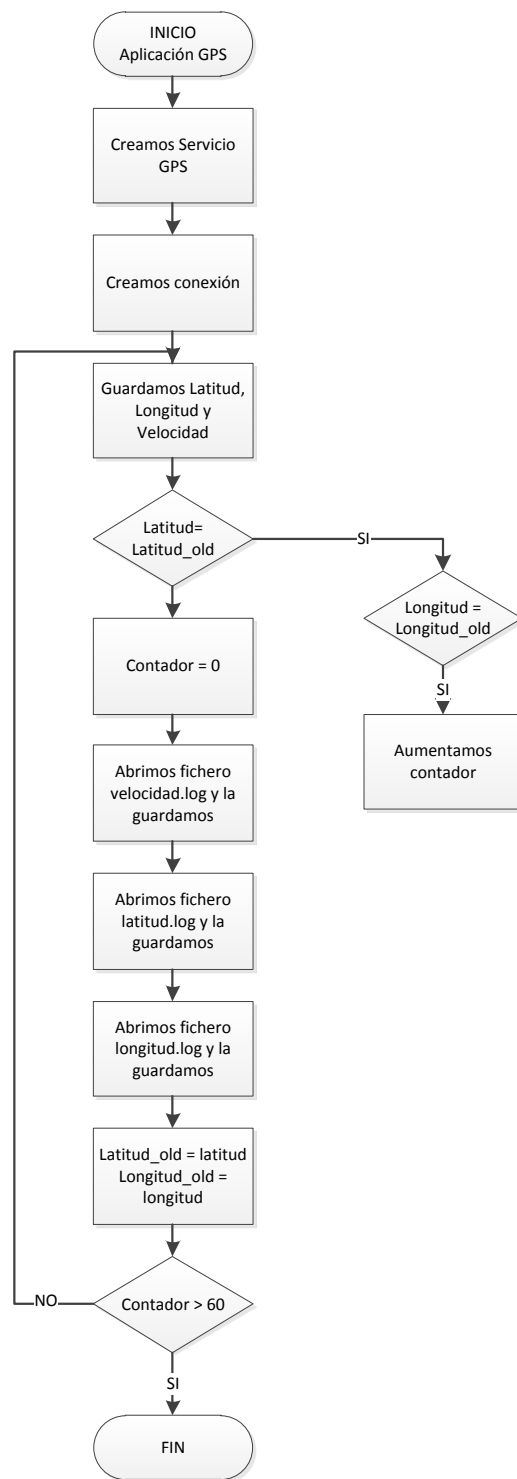 INICIO
Aplicación GPS
Creamos Servicio
GPS
Creamos conexión
Guardamos Latitud,
Longitud y
Velocidad
Latitud=
Latitud_old
SI
Longitud =
Longitud_old
SI
Aumentamos
contador
Contador = 0
Abrimos fichero
velocidad.log y la
guardamos
Abrimos fichero
latitud.log y la
guardamos
Abrimos fichero
longitud.log y la
guardamos
Latitud_old = latitud
Longitud_old =
longitud
Contador > 60
NO
SI
FIN